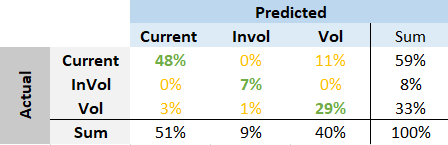 Predicted
Current Invol Vol Sum
Actual
Current 48% 0% 11% 59%
InVol 0% 7% 0% 8%
Vol 3% 1% 29% 33%
Sum 51% 9% 40% 100%